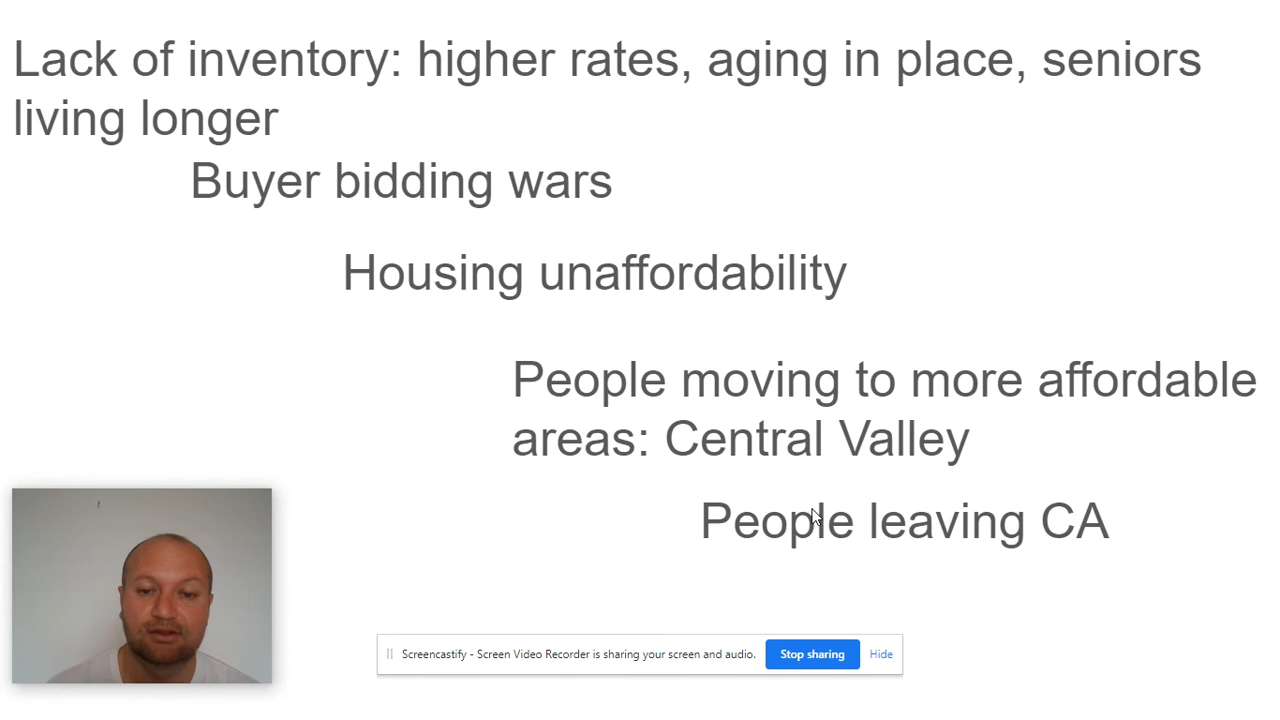 Lack of inventory: higher rates, aging in place, seniors
living longer
Buyer bidding wars
Housing unaffordability
People moving to more affordable
areas: Central Valley
People leaving CA
Screencastify - Screen Video Recorder is sharing your screen and audio. Stop sharing Hide